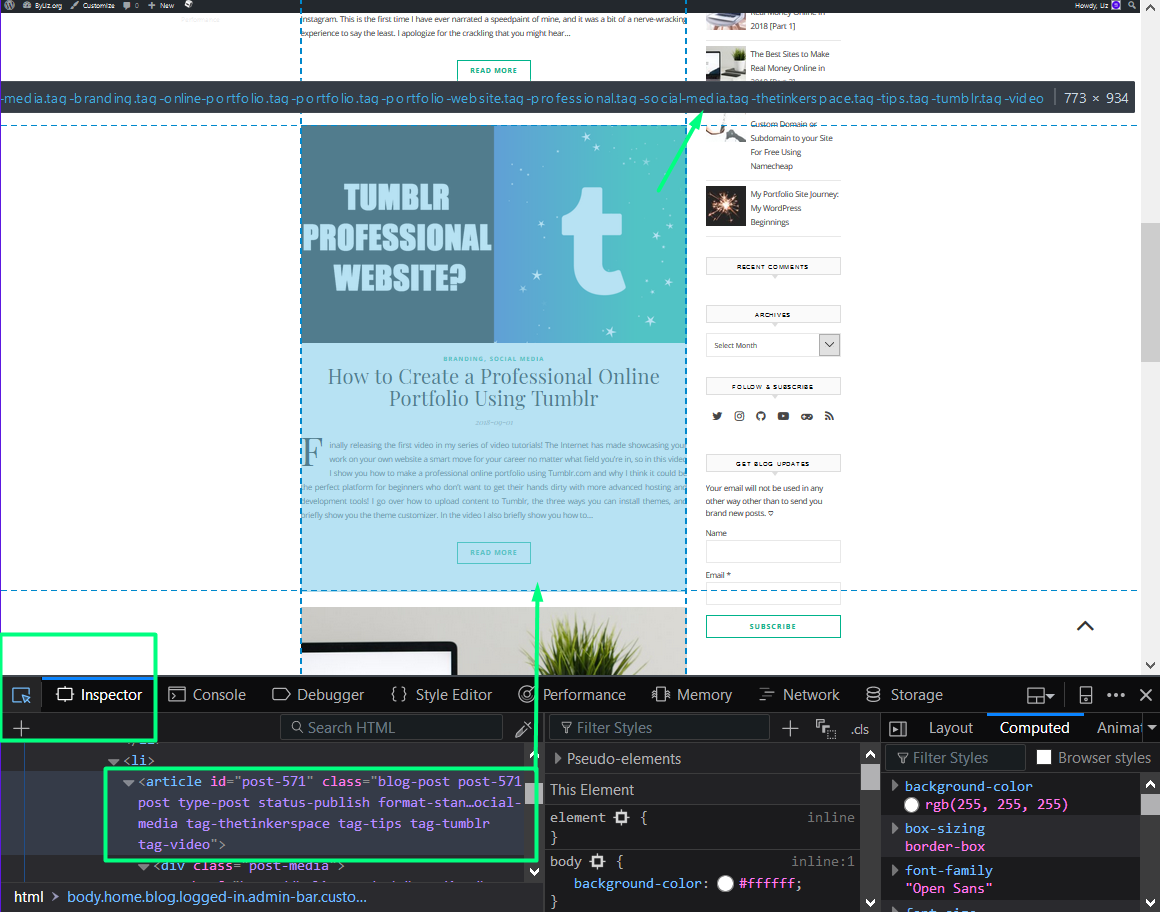 ByLiz.org Customize 0 New Howdy, Liz
Instagram. This is the first time I have ever narrated a speedpaint of mine, and it was a bit of a nerve-wracking
experience to say the least. I apologize for the crackling that you might hear...
READ MORE
Real Money Online in
2018 [Part 1]
The Best Sites to Make
Real Money Online in
-media.tag-branding.tag-online-portfolio.tag-portfolio.tag-portfolio-website.tag-professional.tag-social-media.tag-thetinkerspace.tag-tips.tag-tumblr.tag-video 773 × 934
Custom Domain or
Subdomain to your Site
For Free Using
Namecheap
My Portfolio Site Journey:
My WordPress
Beginnings
TUMBLR
PROFESSIONAL
WEBSITE?
t
BRANDING, SOCIAL MEDIA
How to Create a Professional Online
Portfolio Using Tumblr
2018-09-02
Finally releasing the first video in my series of video tutorials! The Internet has made showcasing your
work on your own website a smart move for your career no matter what field you're in, so in this video
I show you how to make a professional online portfolio using Tumblr.com and why I think it could be
the perfect platform for beginners who don't want to get their hands dirty with more advanced hosting and
development tools! I go over how to upload content to Tumblr, the three ways you can install themes, and
briefly show you the theme customizer. In the video I also briefly show you how to...
READ MORE
RECENT COMMENTS
ARCHIVES
Select Month
FOLLOW & SUBSCRIBE
GET BLOG UPDATES
Your email will not be used in any
other way other than to send you
brand new posts. ♡
Name
Email *
SUBSCRIBE
Inspector Console Debugger {} Style Editor Performance Memory Network Storage
Search HTML
Filter Styles
.cls
Layout Computed Animat
<li>
<article id="post-571" class="blog-post post-571
post type-post status-publish format-stan…ocial-
media tag-thetinkerspace tag-tips tag-tumblr
tag-video">
<div class="post-media">
html > body.home.blog.logged-in.admin-bar.custo...
Pseudo-elements
This Element
element { inline
}
body { inline:1
background-color: #ffffff;
}
Filter Styles Browser styles
background-color
rgb(255, 255, 255)
box-sizing
border-box
font-family
"Open Sans"
font-size